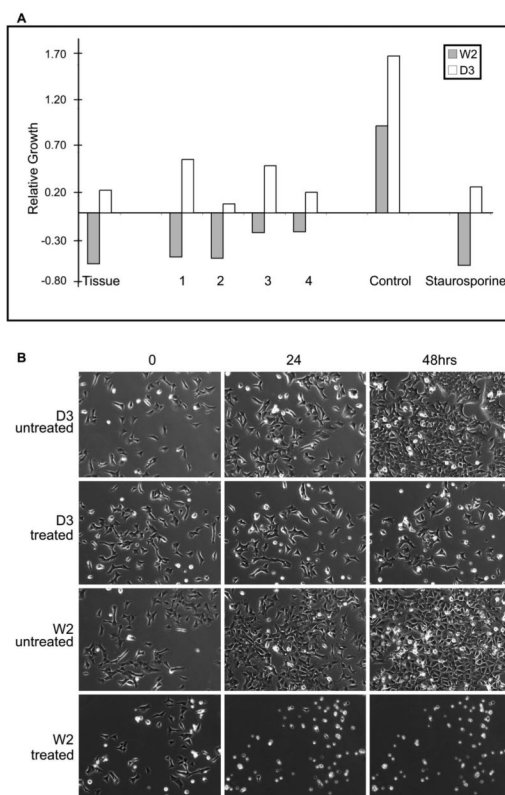 A
1.70
1.20
0.70
0.20
-0.30
-0.80
Relative Growth
W2
D3
Tissue
1
2
3
4
Control
Staurosporine
B
0
24
48hrs
D3
untreated
D3
treated
W2
untreated
W2
treated